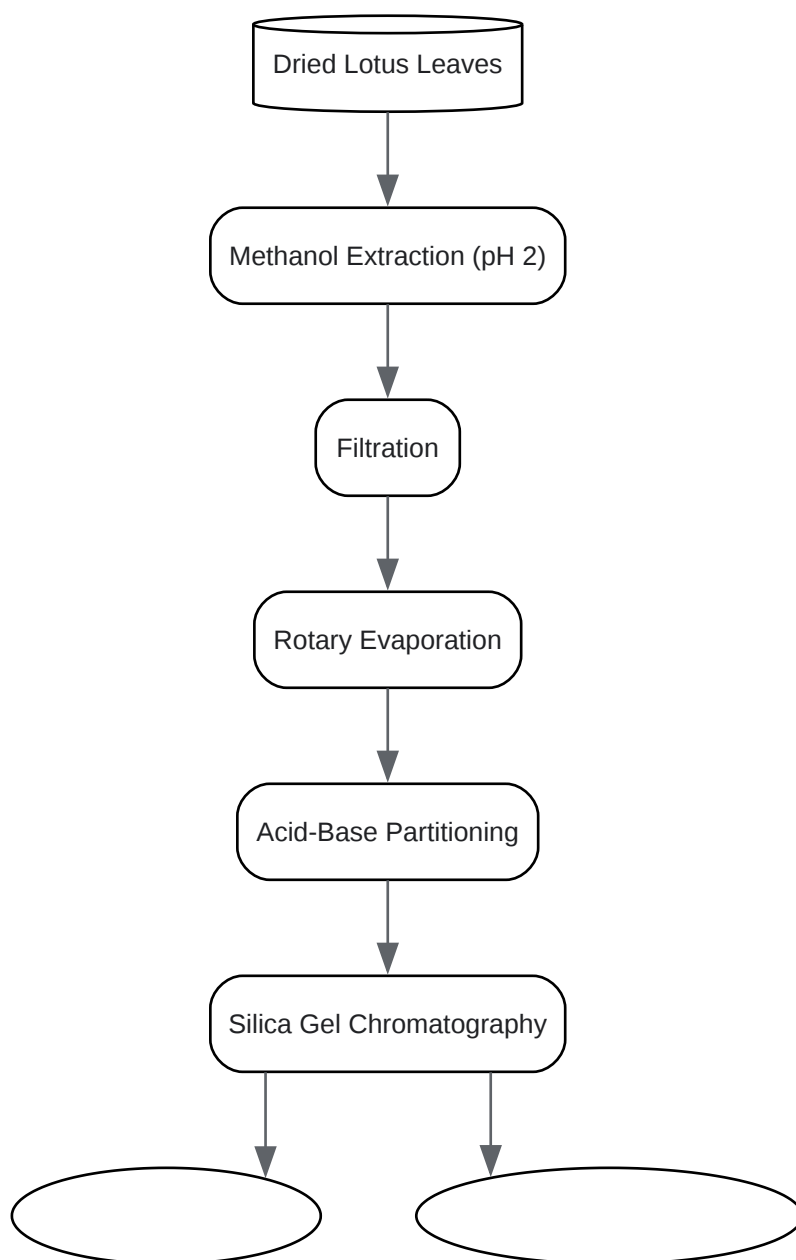 Dried Lotus Leaves
Methanol Extraction (pH 2)
Filtration
Rotary Evaporation
Acid-Base Partitioning
Silica Gel Chromatography